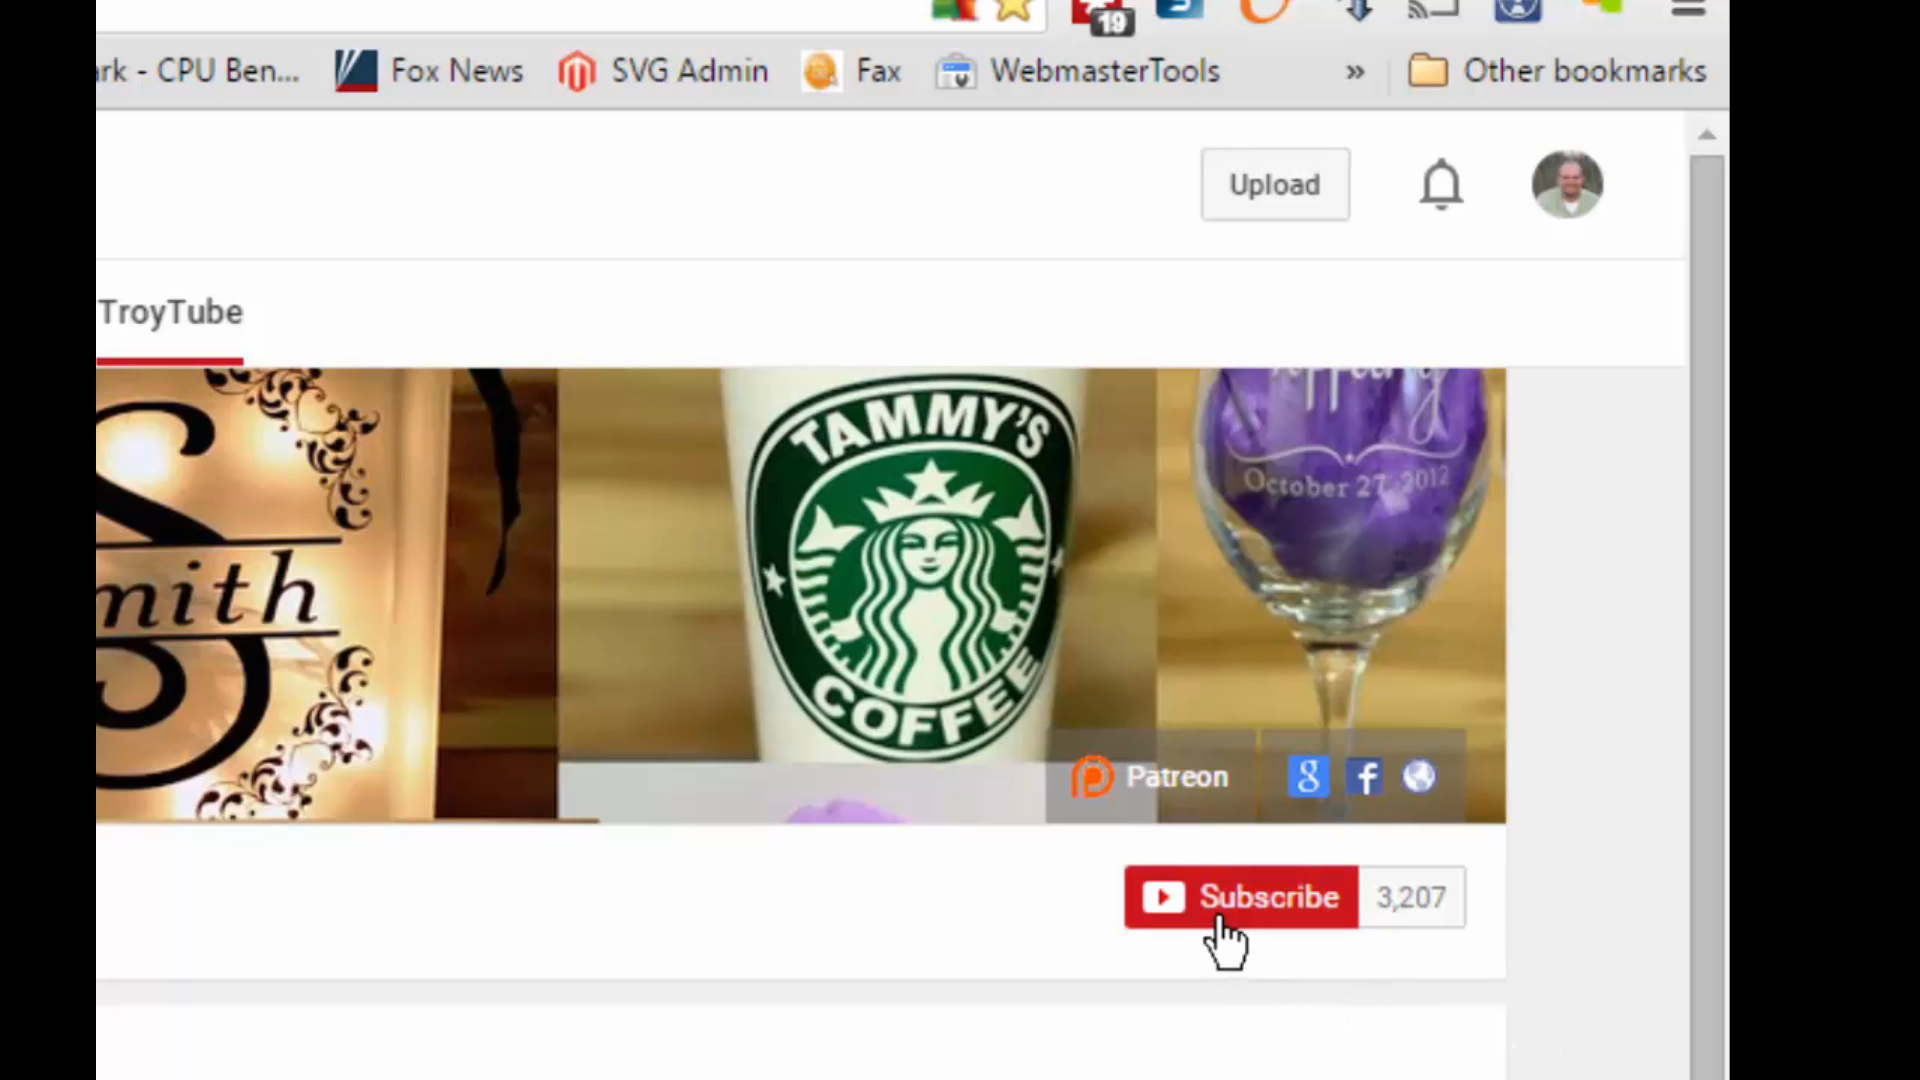 19
ark - CPU Ben... Fox News SVG Admin Fax WebmasterTools » Other bookmarks
Upload
TroyTube
TAMMY'S
COFFEE
mith
October 27, 2012
Patreon g f
Subscribe 3,207